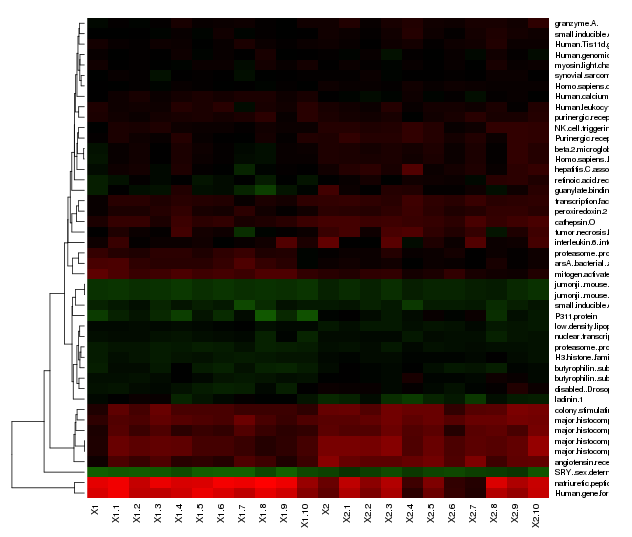 granzyme.A.
small.inducible.
Human.Tis11d.g
Human.genomic
myosin.light.cha
synovial.sarcom
Homo.sapiens.c
Human.calcium
Human.leukocy
purinergic.recep
NK.cell.triggerin
Purinergic.recep
beta.2.microglob
Homo.sapiens.
hepatitis.C.asso
retinoic.acid.rec
guanylate.bindin
transcription.fac
peroxiredoxin.2
cathepsin.O
tumor.necrosis.f
interleukin.6.int
proteasome..prc
arsA..bacterial..
mitogen.activate
jumonji..mouse.
jumonji..mouse.
small.inducible.
P311.protein
low.density.lipop
nuclear.transcrip
proteasome..prc
H3.histone..fami
butyrophilin..sub
butyrophilin..sub
disabled..Drosop
ladinin.1
colony.stimulati
major.histocomp
major.histocomp
major.histocomp
major.histocomp
angiotensin.rece
SRY..sex.determ
natriuretic.peptic
Human.gene.for
X1 X1.1 X1.2 X1.3 X1.4 X1.5 X1.6 X1.7 X1.8 X1.9 X1.10 X2 X2.1 X2.2 X2.3 X2.4 X2.5 X2.6 X2.7 X2.8 X2.9 X2.10